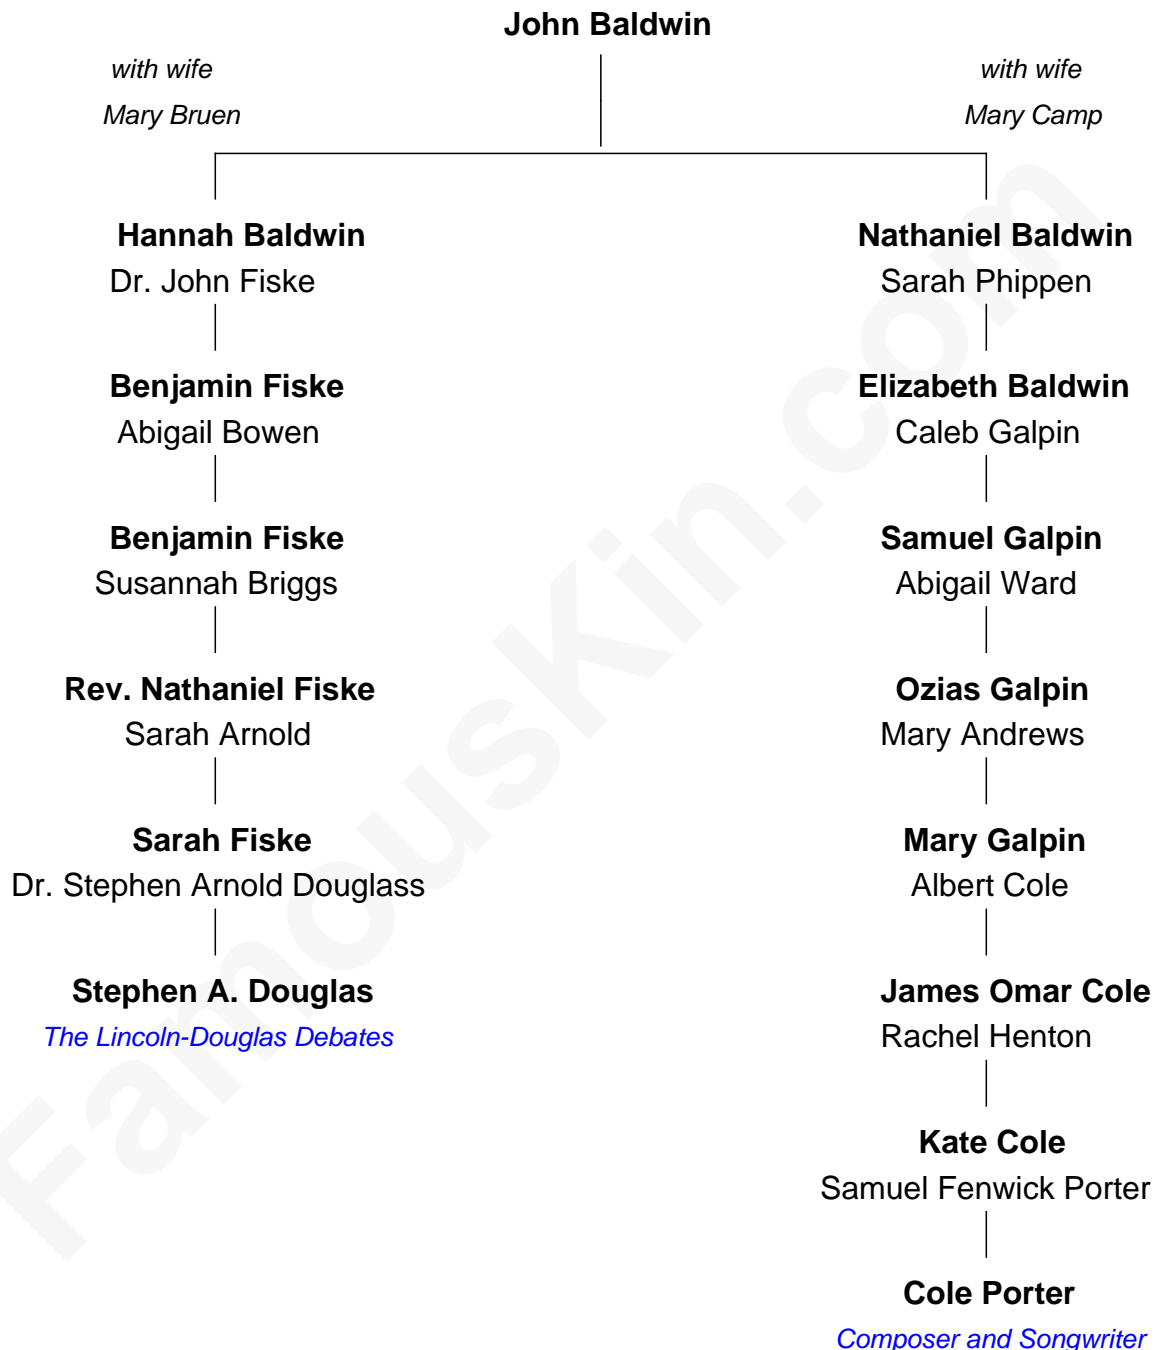 John Baldwin
with wife
Mary Bruen
with wife
Mary Camp
Hannah Baldwin
Dr. John Fiske
Benjamin Fiske
Abigail Bowen
Benjamin Fiske
Susannah Briggs
Rev. Nathaniel Fiske
Sarah Arnold
Sarah Fiske
Dr. Stephen Arnold Douglass
Stephen A. Douglas
The Lincoln-Douglas Debates
Nathaniel Baldwin
Sarah Phippen
Elizabeth Baldwin
Caleb Galpin
Samuel Galpin
Abigail Ward
Ozias Galpin
Mary Andrews
Mary Galpin
Albert Cole
James Omar Cole
Rachel Henton
Kate Cole
Samuel Fenwick Porter
Cole Porter
Composer and Songwriter
FamousKin.com